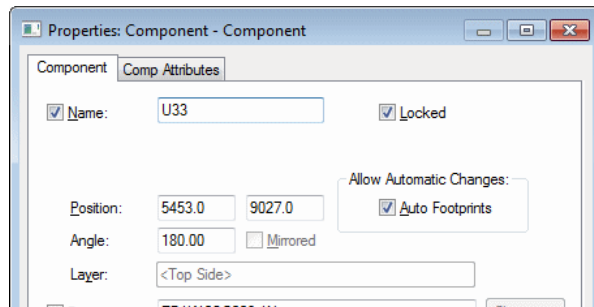 Properties: Component - Component
Component Comp Attributes
Name: U33 Locked
Allow Automatic Changes:
Position: 5453.0 9027.0 Auto Footprints
Angle: 180.00 Mirrored
Layer: <Top Side>